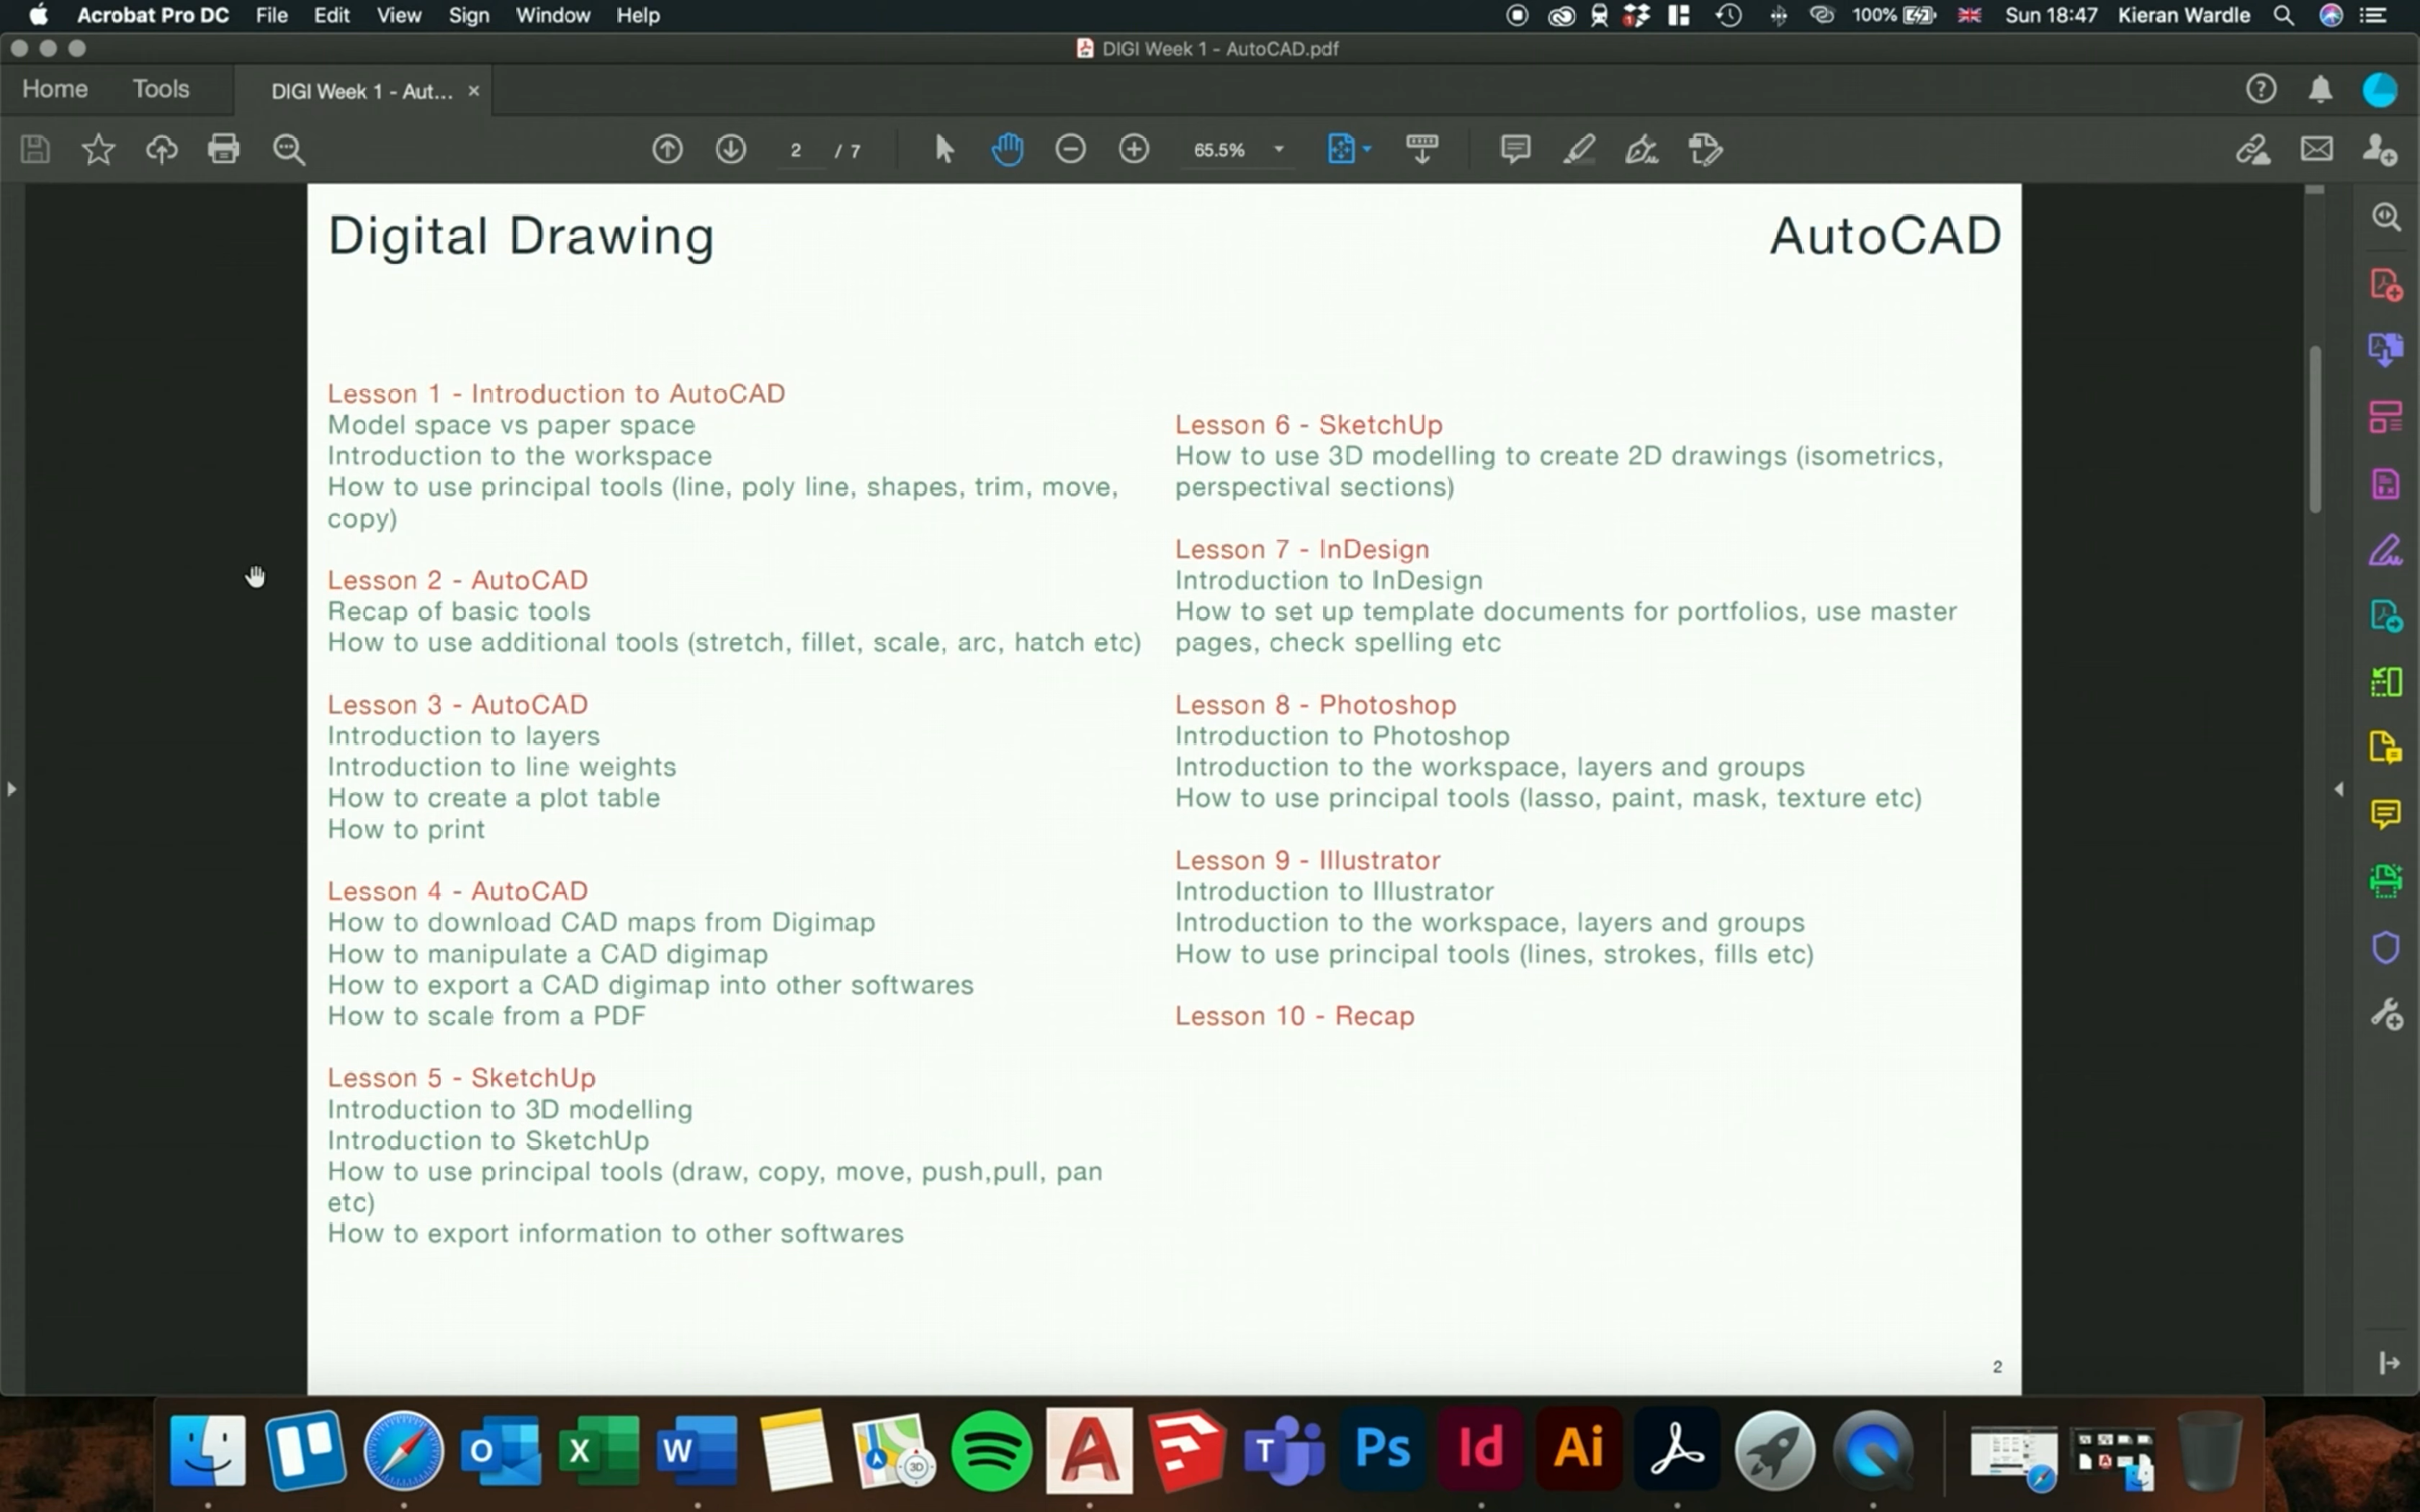 Acrobat Pro DC File Edit View Sign Window Help 100% Sun 18:47 Kieran Wardle
DIGI Week 1 - AutoCAD.pdf
Home Tools DIGI Week 1 - Aut... ×
2 / 7 65.5%
Digital Drawing
AutoCAD
Lesson 1 - Introduction to AutoCAD
Model space vs paper space
Introduction to the workspace
How to use principal tools (line, poly line, shapes, trim, move,
copy)
Lesson 2 - AutoCAD
Recap of basic tools
How to use additional tools (stretch, fillet, scale, arc, hatch etc)
Lesson 3 - AutoCAD
Introduction to layers
Introduction to line weights
How to create a plot table
How to print
Lesson 4 - AutoCAD
How to download CAD maps from Digimap
How to manipulate a CAD digimap
How to export a CAD digimap into other softwares
How to scale from a PDF
Lesson 5 - SketchUp
Introduction to 3D modelling
Introduction to SketchUp
How to use principal tools (draw, copy, move, push,pull, pan
etc)
How to export information to other softwares
Lesson 6 - SketchUp
How to use 3D modelling to create 2D drawings (isometrics,
perspectival sections)
Lesson 7 - InDesign
Introduction to InDesign
How to set up template documents for portfolios, use master
pages, check spelling etc
Lesson 8 - Photoshop
Introduction to Photoshop
Introduction to the workspace, layers and groups
How to use principal tools (lasso, paint, mask, texture etc)
Lesson 9 - Illustrator
Introduction to Illustrator
Introduction to the workspace, layers and groups
How to use principal tools (lines, strokes, fills etc)
Lesson 10 - Recap
2
O X W 3D A T Ps Id Ai